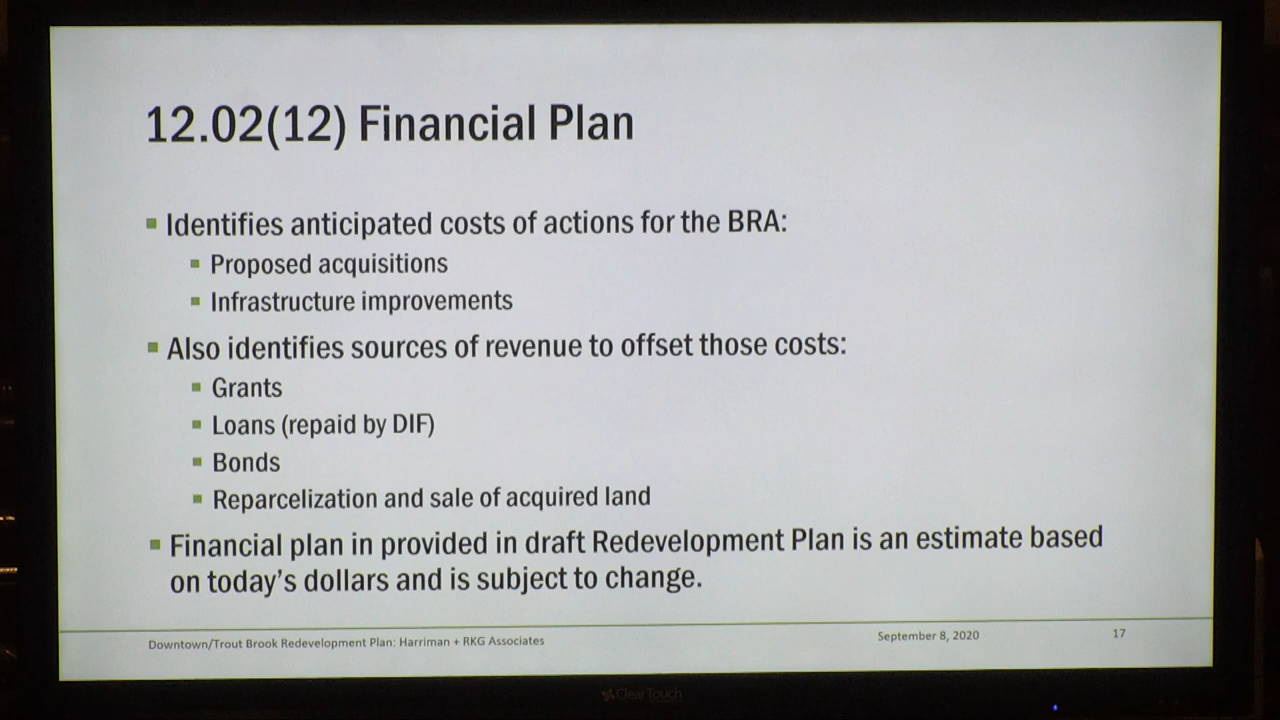 12.02(12) Financial Plan
Identifies anticipated costs of actions for the BRA:
Proposed acquisitions
Infrastructure improvements
Also identifies sources of revenue to offset those costs:
Grants
Loans (repaid by DIF)
Bonds
Reparcelization and sale of acquired land
Financial plan in provided in draft Redevelopment Plan is an estimate based
on today's dollars and is subject to change.
Downtown/Trout Brook Redevelopment Plan: Harriman + RKG Associates
September 8, 2020
17
ClearTouch